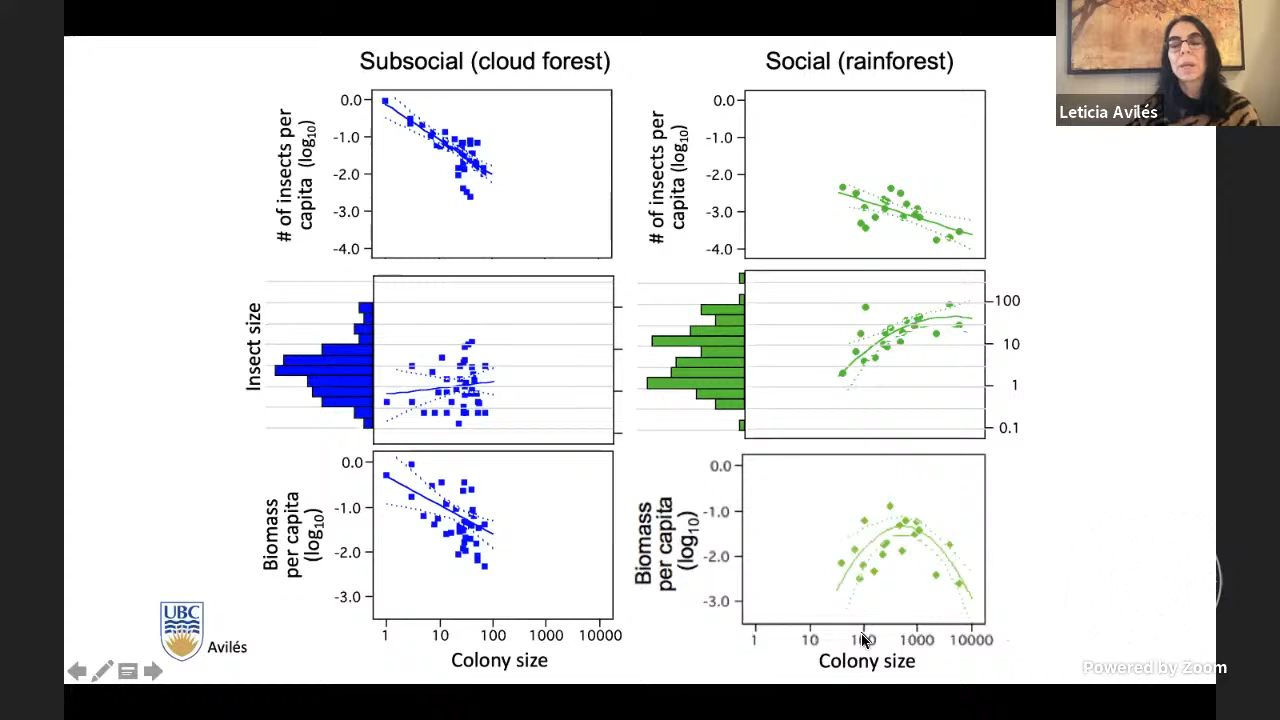 Subsocial (cloud forest)
Social (rainforest)
Leticia Avilés
# of insects per
capita (log10)
0.0
-1.0
-2.0
-3.0
-4.0
# of insects per
capita (log10)
0.0
-1.0
-2.0
-3.0
-4.0
Insect size
100
10
1
0.1
Biomass
per capita
(log10)
0.0
-1.0
-2.0
-3.0
Biomass
per capita
(log10)
0.0
-1.0
-2.0
-3.0
1 10 100 1000 10000
Colony size
1 10 100 1000 10000
Colony size
UBC
Avilés
Powered by Zoom